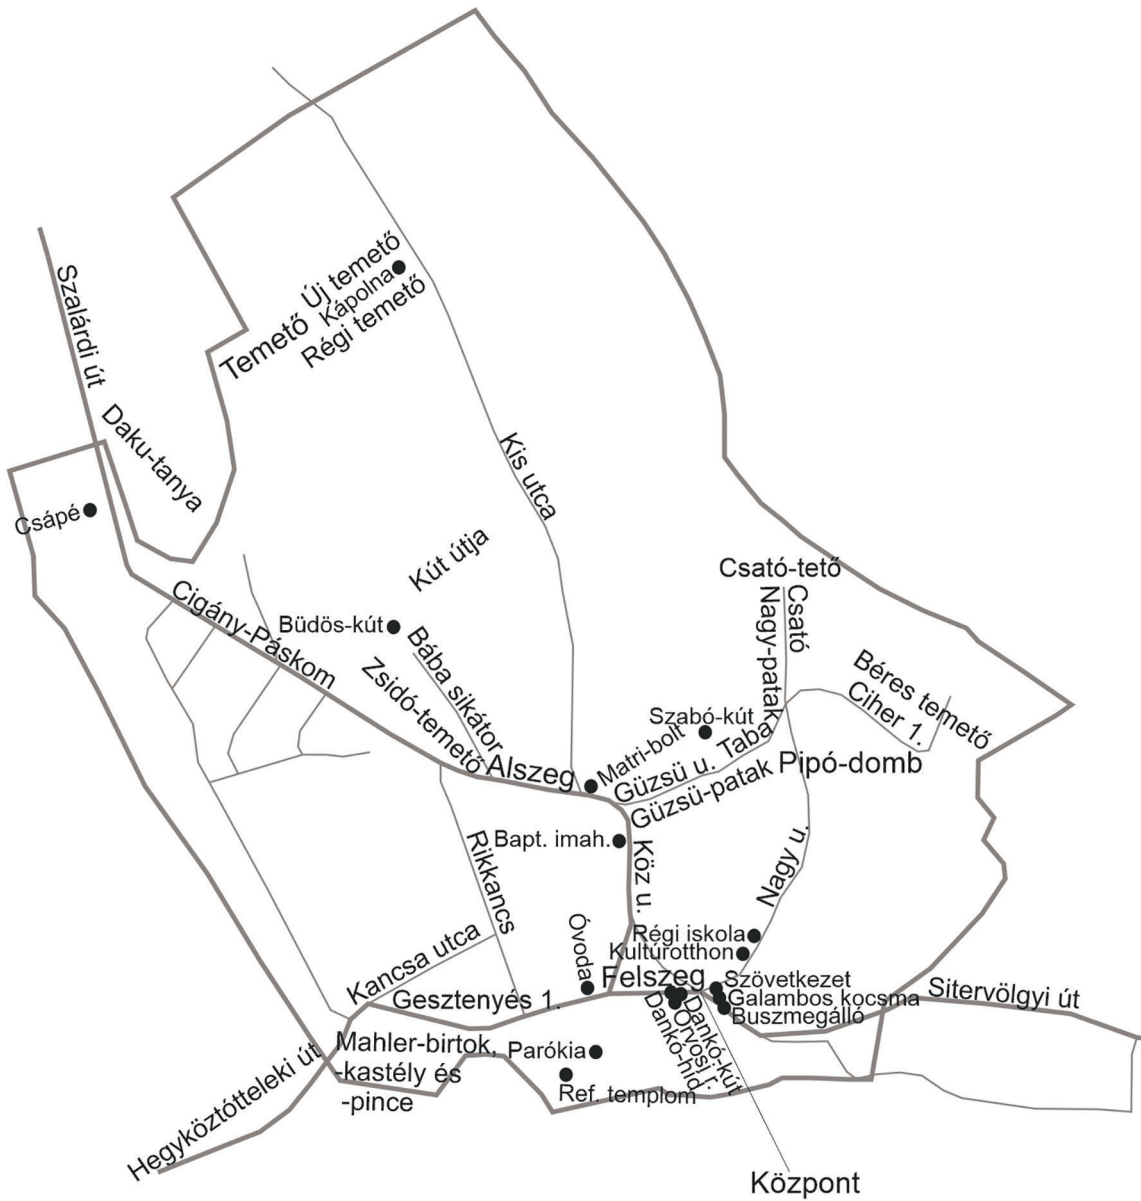 Szalárdi út
Új temető
Kápolna
Temető
Régi temető
Daku-tanya
Csápé
Kis utca
Kút útja
Csató-tető
Csató
Nagy-patak
Cigány-Páskom
Büdös-kút
Bába sikátor
Zsidó-temető
Béres temető
Ciher 1.
Szabó-kút
Matri-bolt
Taba
Alszeg
Güzsü u.
Güzsü-patak
Pipó-domb
Bapt. imah.
Köz u.
Rikkancs
Nagy u.
Régi iskola
Kultúrotthon
Óvoda
Kancsa utca
Felszeg
Szövetkezet
Galambos kocsma
Buszmegálló
Sitervölgyi út
Gesztenyés 1.
Dankó-kút
Orvosi r.
Dankó-híd
Mahler-birtok,
-kastély és
-pince
Parókia
Ref. templom
Hegyköztótteleki út
Központ